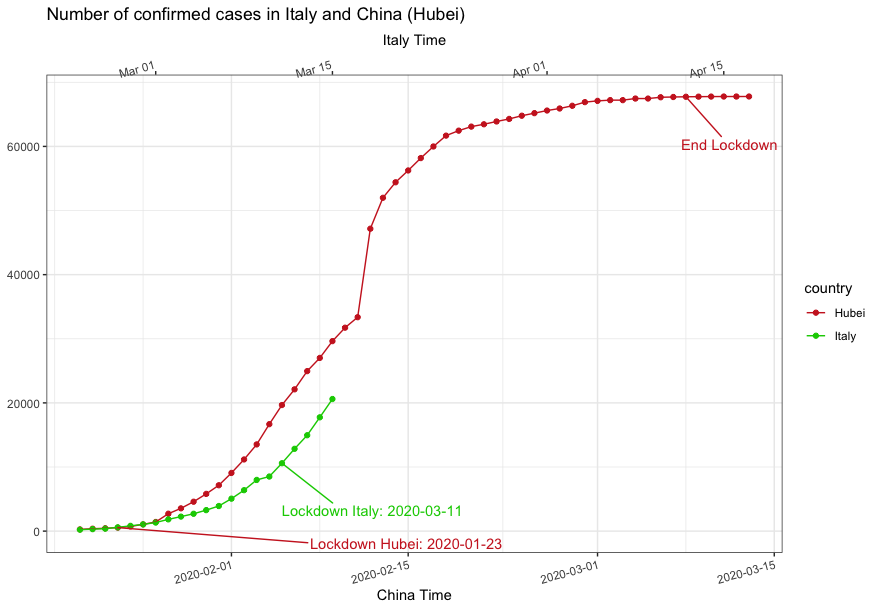 Number of confirmed cases in Italy and China (Hubei)
Italy Time
Mar 01
Mar 15
Apr 01
Apr 15
60000
40000
20000
0
End Lockdown
Lockdown Italy: 2020-03-11
Lockdown Hubei: 2020-01-23
country
Hubei
Italy
2020-02-01
2020-02-15
2020-03-01
2020-03-15
China Time